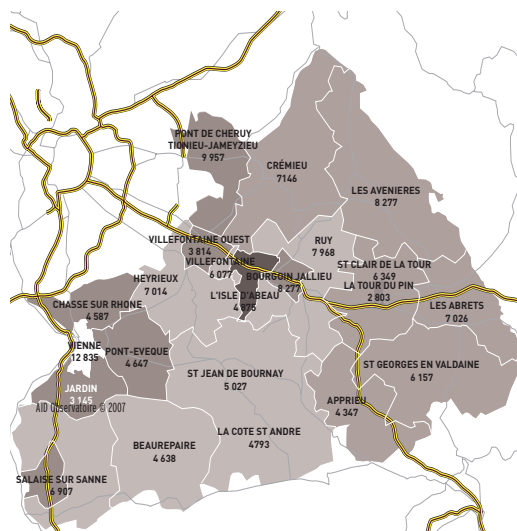 PONT DE CHERUY
TIONIEU-JAMEYZIEU
9 957
CRÉMIEU
7146
LES AVENIERES
8 277
VILLEFONTAINE OUEST
3 814
RUY
7 968
VILLEFONTAINE
6 077
ST CLAIR DE LA TOUR
6 349
HEYRIEUX
7 014
BOURGOIN JALLIEU
8 277
LA TOUR DU PIN
2 803
L'ISLE D'ABEAU
4 876
CHASSE SUR RHONE
4 587
LES ABRETS
7 026
VIENNE
12 835
PONT-EVEQUE
4 647
ST GEORGES EN VALDAINE
6 157
ST JEAN DE BOURNAY
5 027
JARDIN
3 145
AID Observatoire © 2007
APPRIEU
4 347
LA COTE ST ANDRE
4793
BEAUREPAIRE
4 638
SALAISE SUR SANNE
6 907